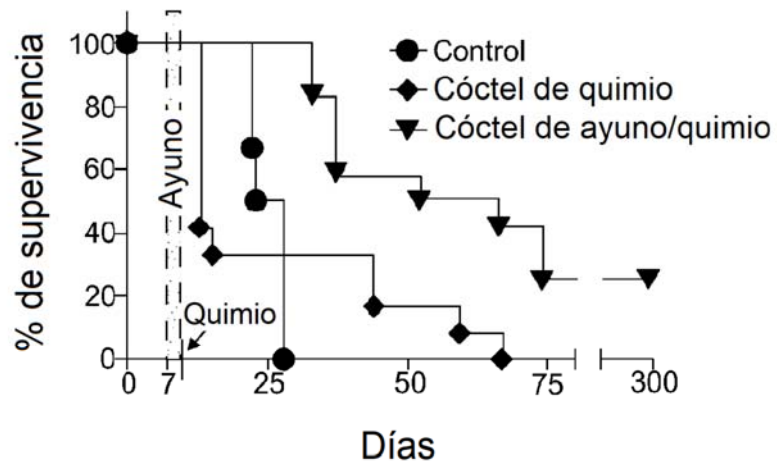 % de supervivencia
100
80
60
40
20
0
Ayuno
Quimio
Control
Cóctel de quimio
Cóctel de ayuno/quimio
0 7 25 50 75 300
Días